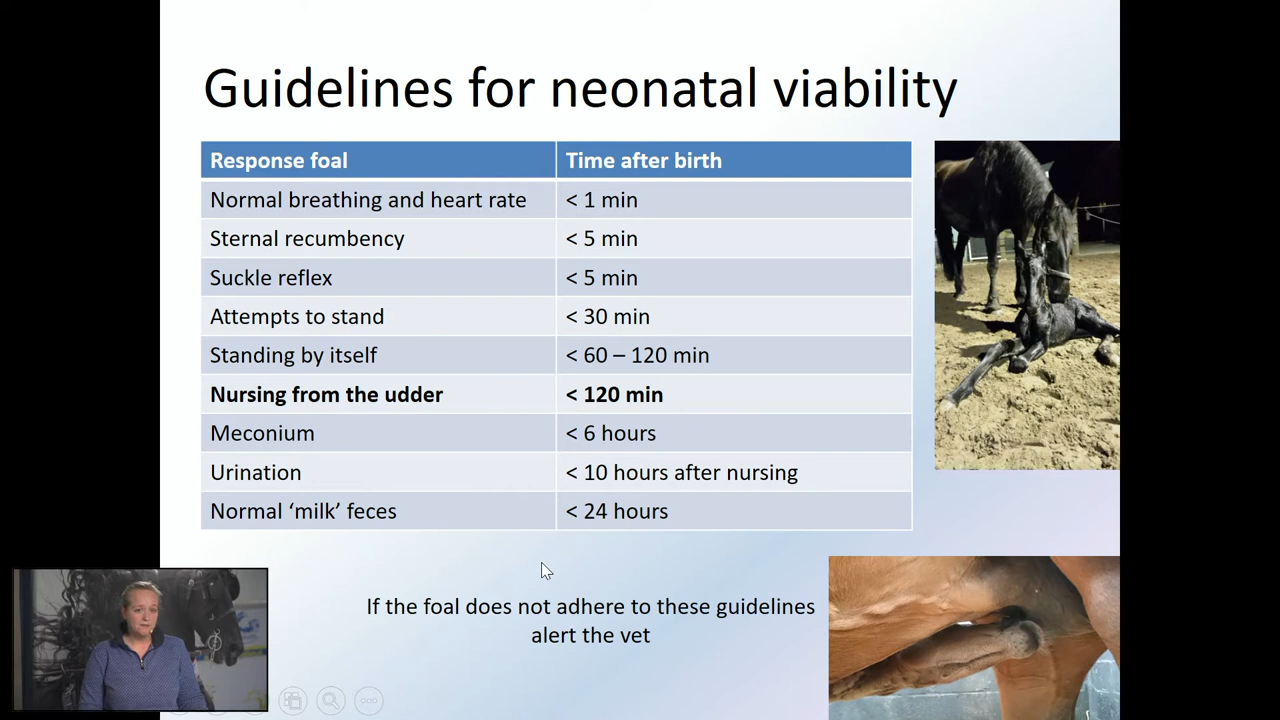 Guidelines for neonatal viability
Response foal Time after birth
Normal breathing and heart rate < 1 min
Sternal recumbency < 5 min
Suckle reflex < 5 min
Attempts to stand < 30 min
Standing by itself < 60 – 120 min
Nursing from the udder < 120 min
Meconium < 6 hours
Urination < 10 hours after nursing
Normal ‘milk’ feces < 24 hours
If the foal does not adhere to these guidelines
alert the vet